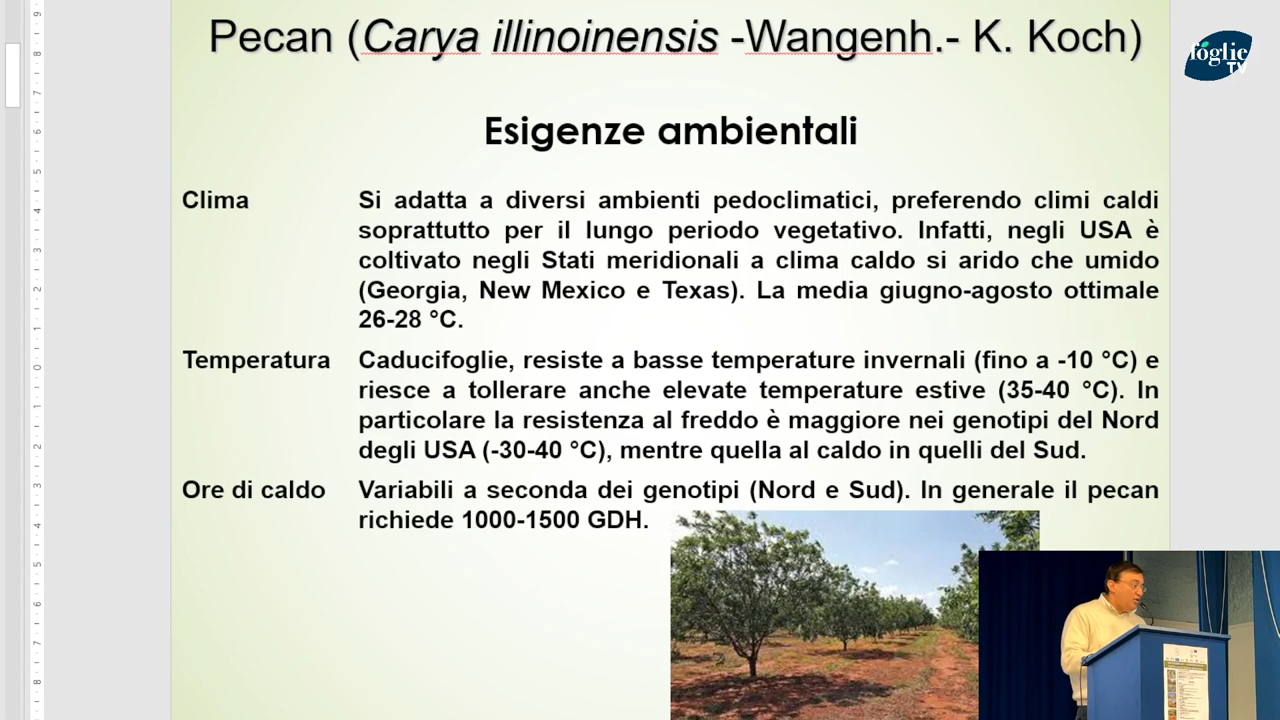 Pecan (Carya illinoinensis -Wangenh.- K. Koch)
fóglie
TV
Esigenze ambientali
Clima
Si adatta a diversi ambienti pedoclimatici, preferendo climi caldi
soprattutto per il lungo periodo vegetativo. Infatti, negli USA è
coltivato negli Stati meridionali a clima caldo si arido che umido
(Georgia, New Mexico e Texas). La media giugno-agosto ottimale
26-28 °C.
Temperatura
Caducifoglie, resiste a basse temperature invernali (fino a -10 °C) e
riesce a tollerare anche elevate temperature estive (35-40 °C). In
particolare la resistenza al freddo è maggiore nei genotipi del Nord
degli USA (-30-40 °C), mentre quella al caldo in quelli del Sud.
Ore di caldo
Variabili a seconda dei genotipi (Nord e Sud). In generale il pecan
richiede 1000-1500 GDH.